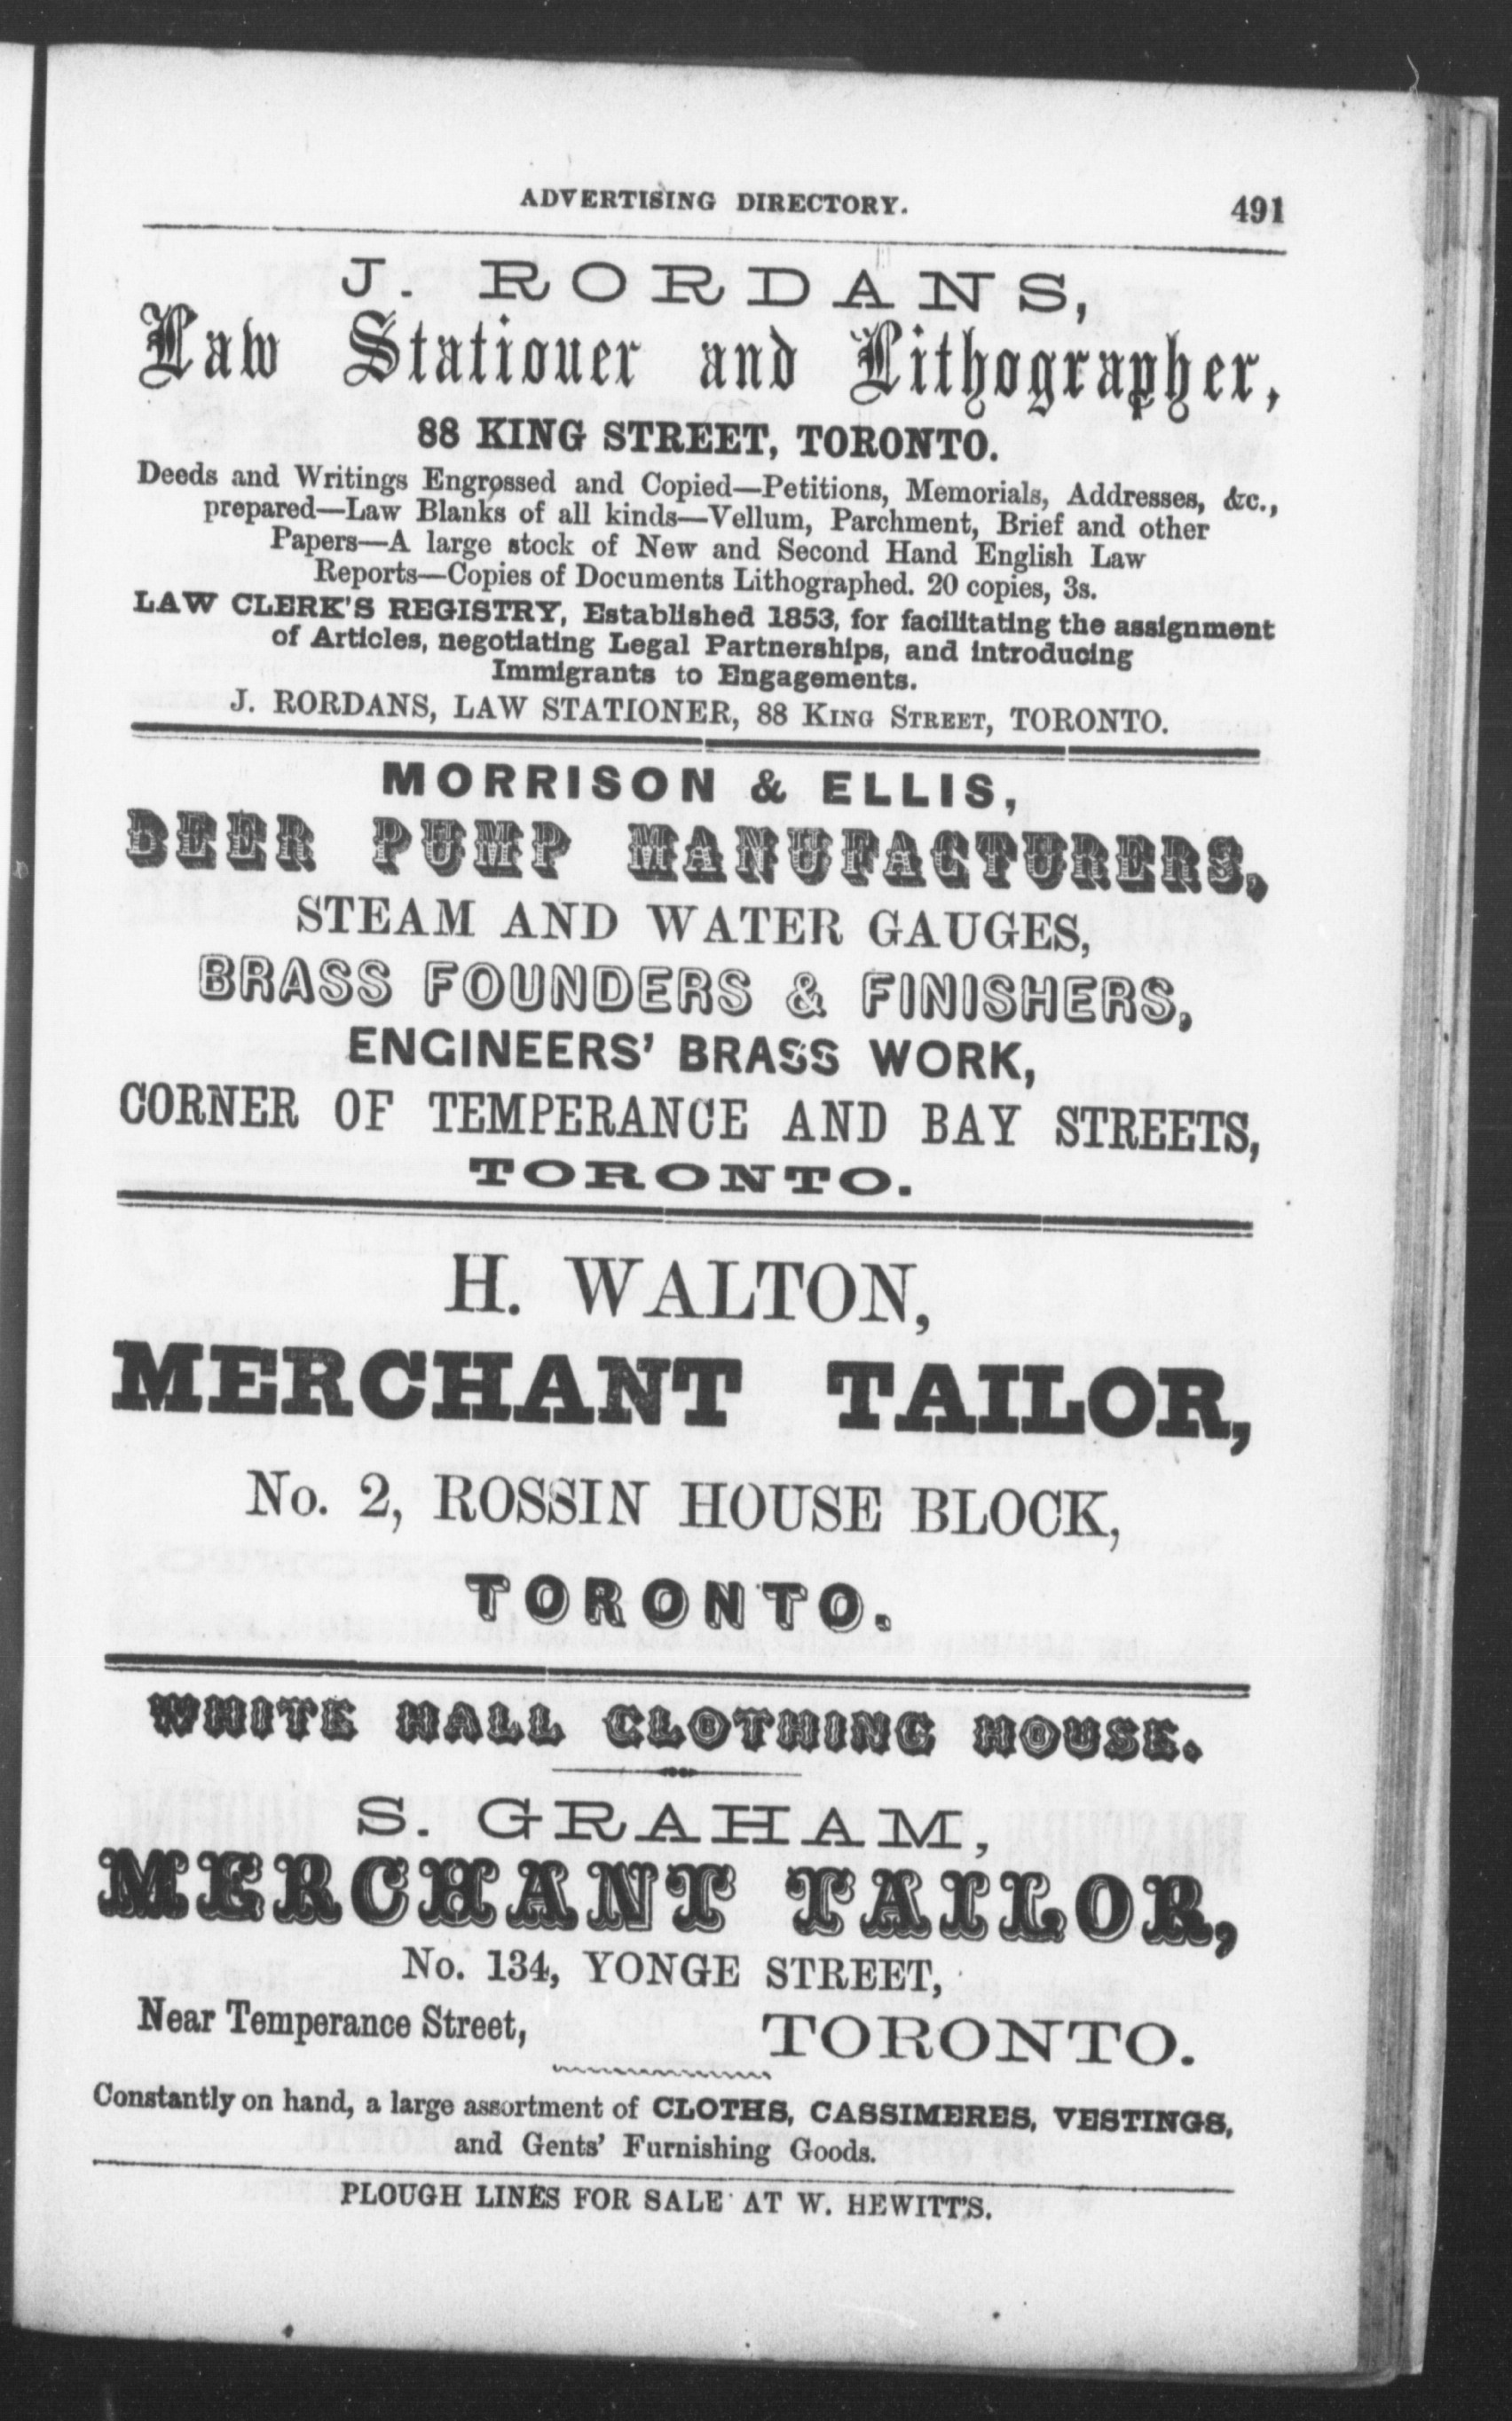 ADVERTISING DIRECTORY. 491
J. RORDANS,
Law Stationer and Lithographer,
88 KING STREET, TORONTO.
Deeds and Writings Engrossed and Copied—Petitions, Memorials, Addresses, &c.,
prepared—Law Blanks of all kinds—Vellum, Parchment, Brief and other
Papers—A large stock of New and Second Hand English Law
Reports—Copies of Documents Lithographed. 20 copies, 3s.
LAW CLERK'S REGISTRY, Established 1853, for facilitating the assignment
of Articles, negotiating Legal Partnerships, and introducing
Immigrants to Engagements.
J. RORDANS, LAW STATIONER, 88 KING STREET, TORONTO.
MORRISON & ELLIS,
BEER PUMP MANUFACTURERS,
STEAM AND WATER GAUGES,
BRASS FOUNDERS & FINISHERS,
ENGINEERS' BRASS WORK,
CORNER OF TEMPERANCE AND BAY STREETS,
TORONTO.
H. WALTON,
MERCHANT TAILOR,
No. 2, ROSSIN HOUSE BLOCK,
TORONTO.
WHITE HALL CLOTHING HOUSE.
S. GRAHAM,
MERCHANT TAILOR,
No. 134, YONGE STREET,
Near Temperance Street, TORONTO.
Constantly on hand, a large assortment of CLOTHS, CASSIMERES, VESTINGS,
and Gents' Furnishing Goods.
PLOUGH LINES FOR SALE AT W. HEWITT'S.